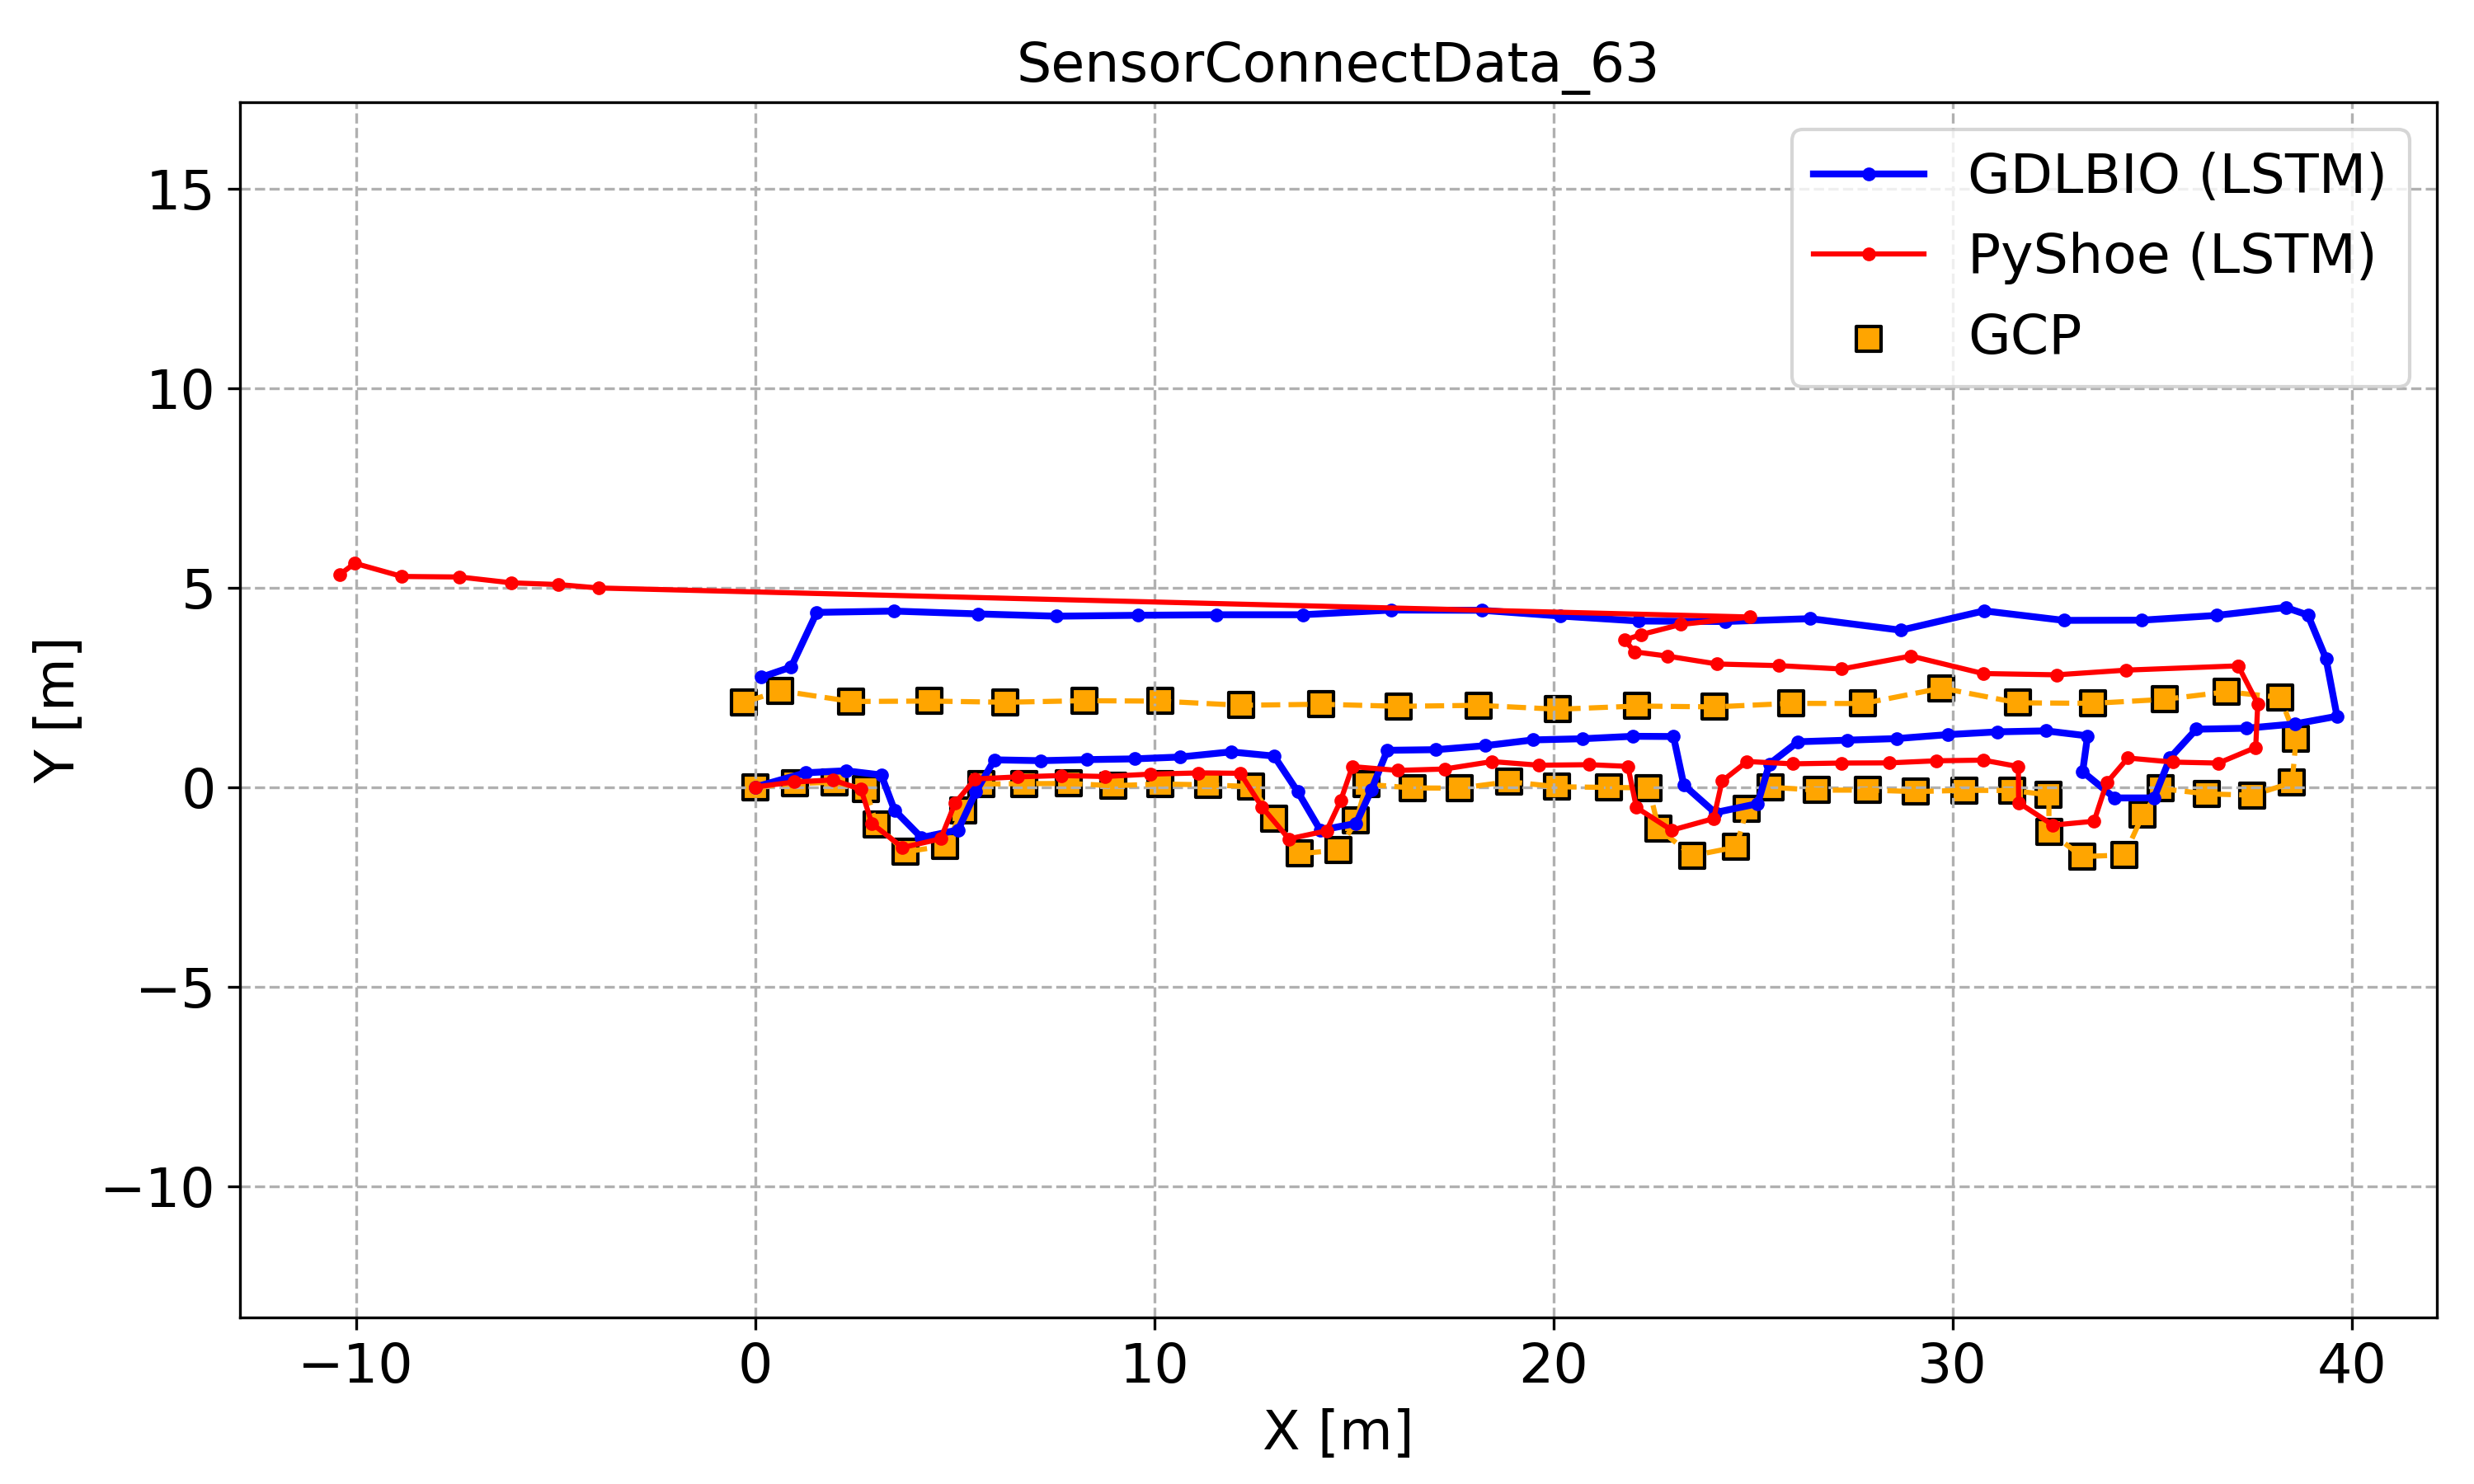 SensorConnectData_63
GDLBIO (LSTM)
PyShoe (LSTM)
GCP
15
10
5
0
−5
−10
Y [m]
−10 0 10 20 30 40
X [m]